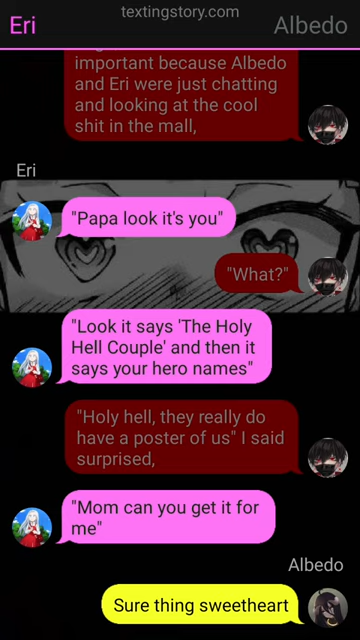 textingstory.com
Eri
Albedo
important because Albedo
and Eri were just chatting
and looking at the cool
shit in the mall,
Eri
"Papa look it's you"
"What?"
"Look it says 'The Holy
Hell Couple' and then it
says your hero names"
"Holy hell, they really do
have a poster of us" I said
surprised,
"Mom can you get it for
me"
Albedo
Sure thing sweetheart